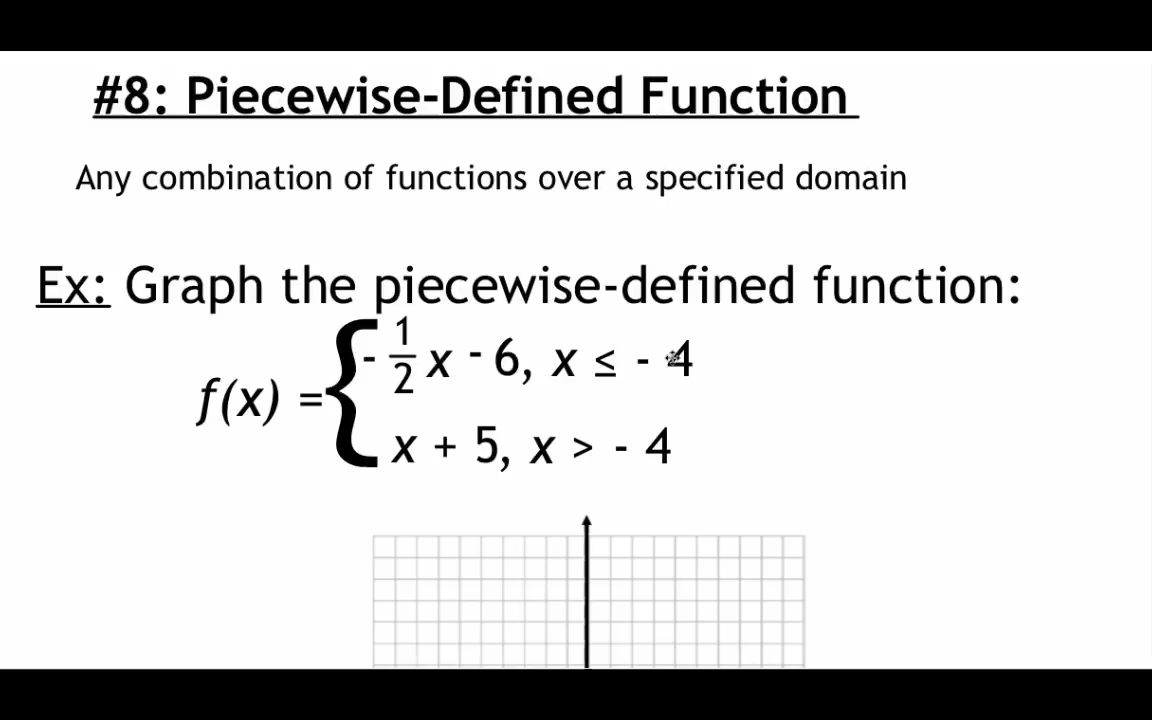 #8: Piecewise-Defined Function
Any combination of functions over a specified domain
Ex: Graph the piecewise-defined function:
f(x) = { - 1/2 x - 6, x ≤ - 4
x + 5, x > - 4